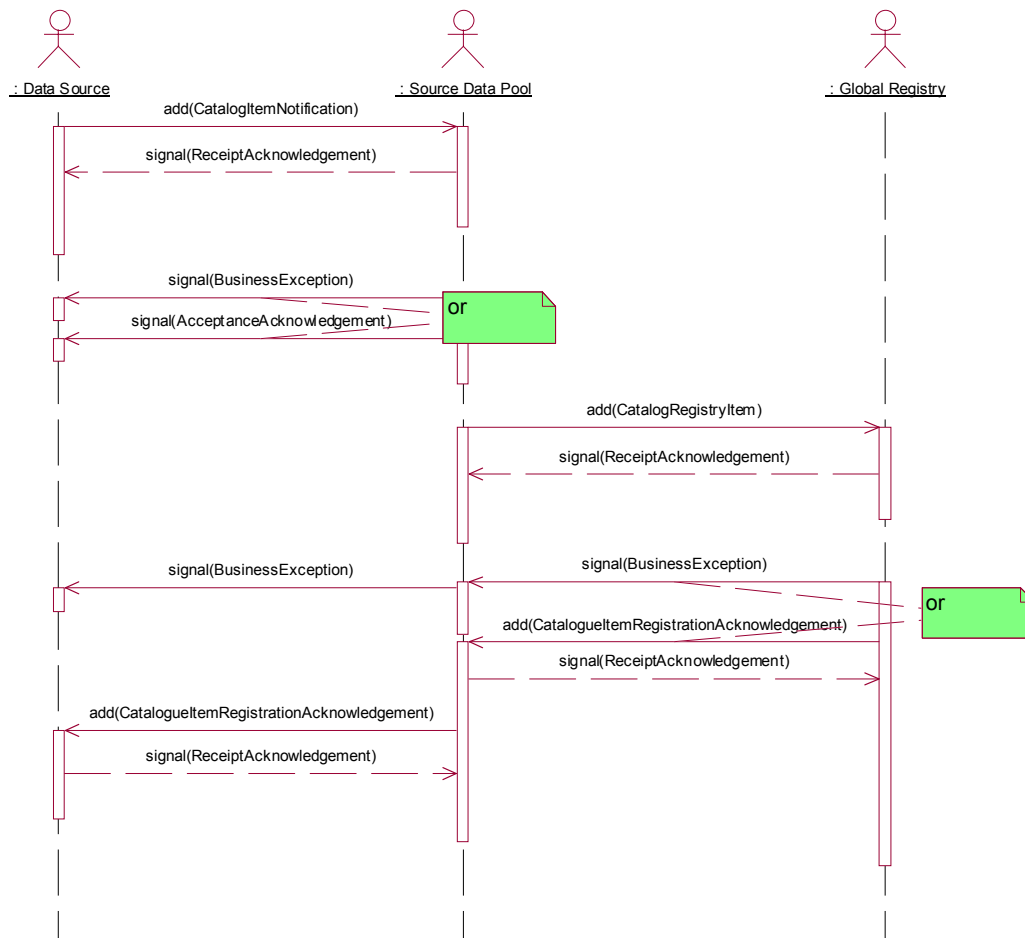 : Data Source
: Source Data Pool
: Global Registry
add(CatalogItemNotification)
signal(ReceiptAcknowledgement)
signal(BusinessException)
or
signal(AcceptanceAcknowledgement)
add(CatalogRegistryItem)
signal(ReceiptAcknowledgement)
signal(BusinessException)
signal(BusinessException)
or
add(CatalogueItemRegistrationAcknowledgement)
signal(ReceiptAcknowledgement)
add(CatalogueItemRegistrationAcknowledgement)
signal(ReceiptAcknowledgement)